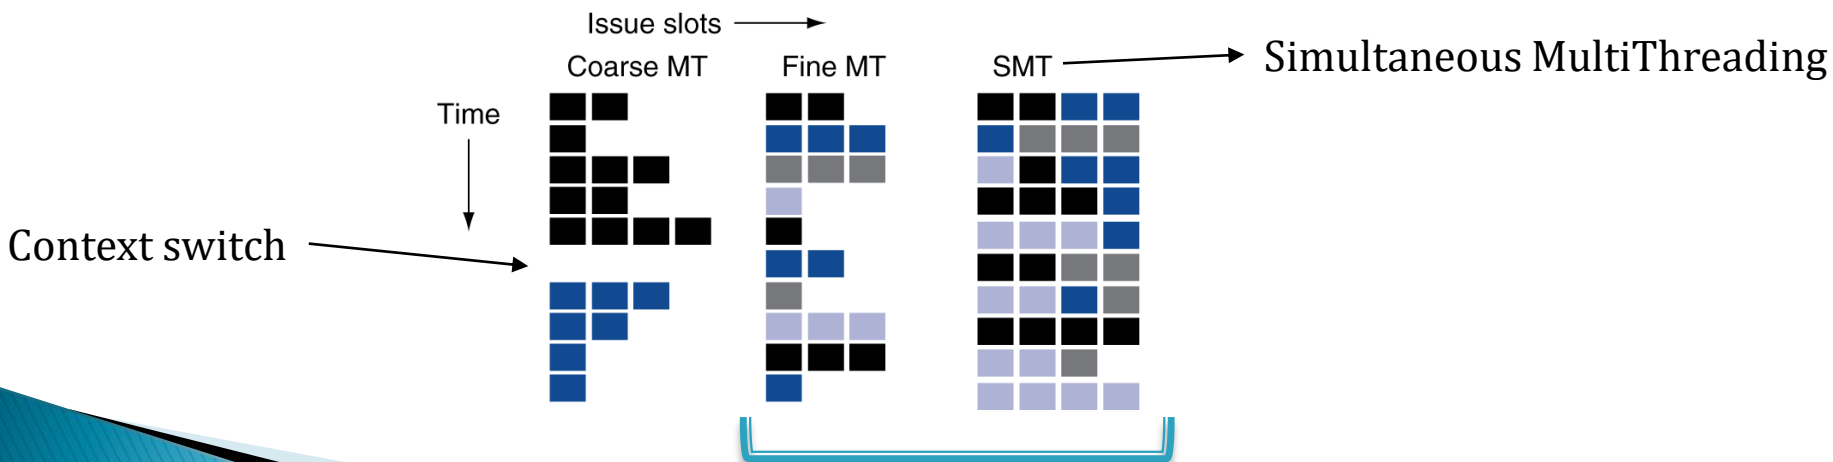 Issue slots
Coarse MT
Fine MT
SMT
Simultaneous MultiThreading
Time
Context switch